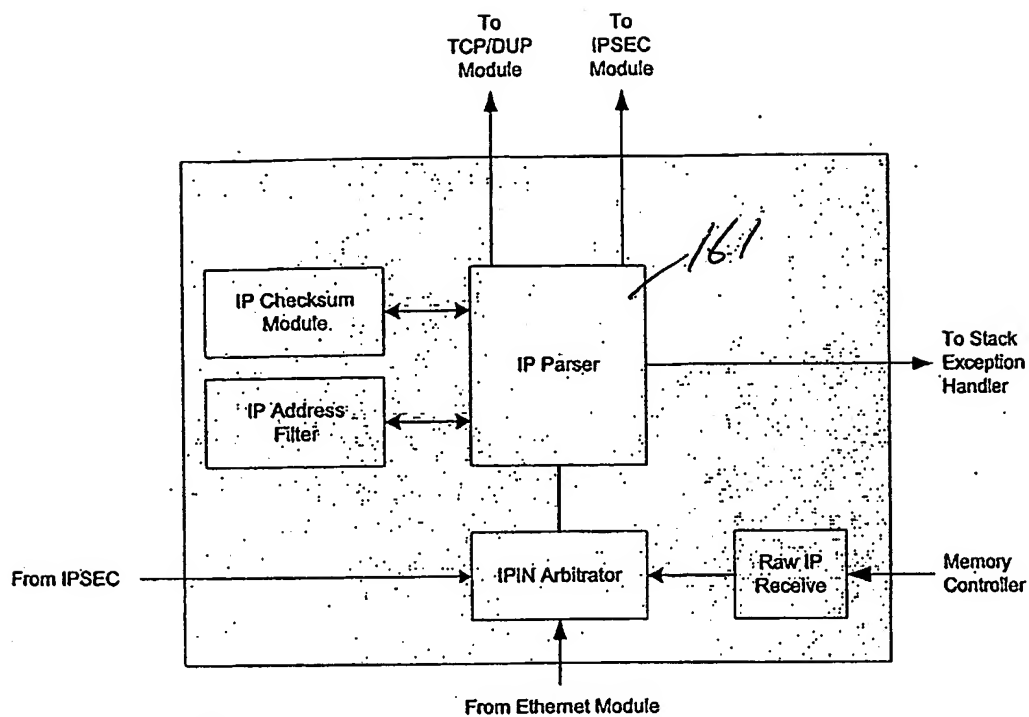 To
TCP/DUP
Module
To
IPSEC
Module
161
IP Checksum
Module.
IP Parser
To Stack
Exception
Handler
IP Address
Filter
From IPSEC
IPIN Arbitrator
Raw IP
Receive
Memory
Controller
From Ethernet Module